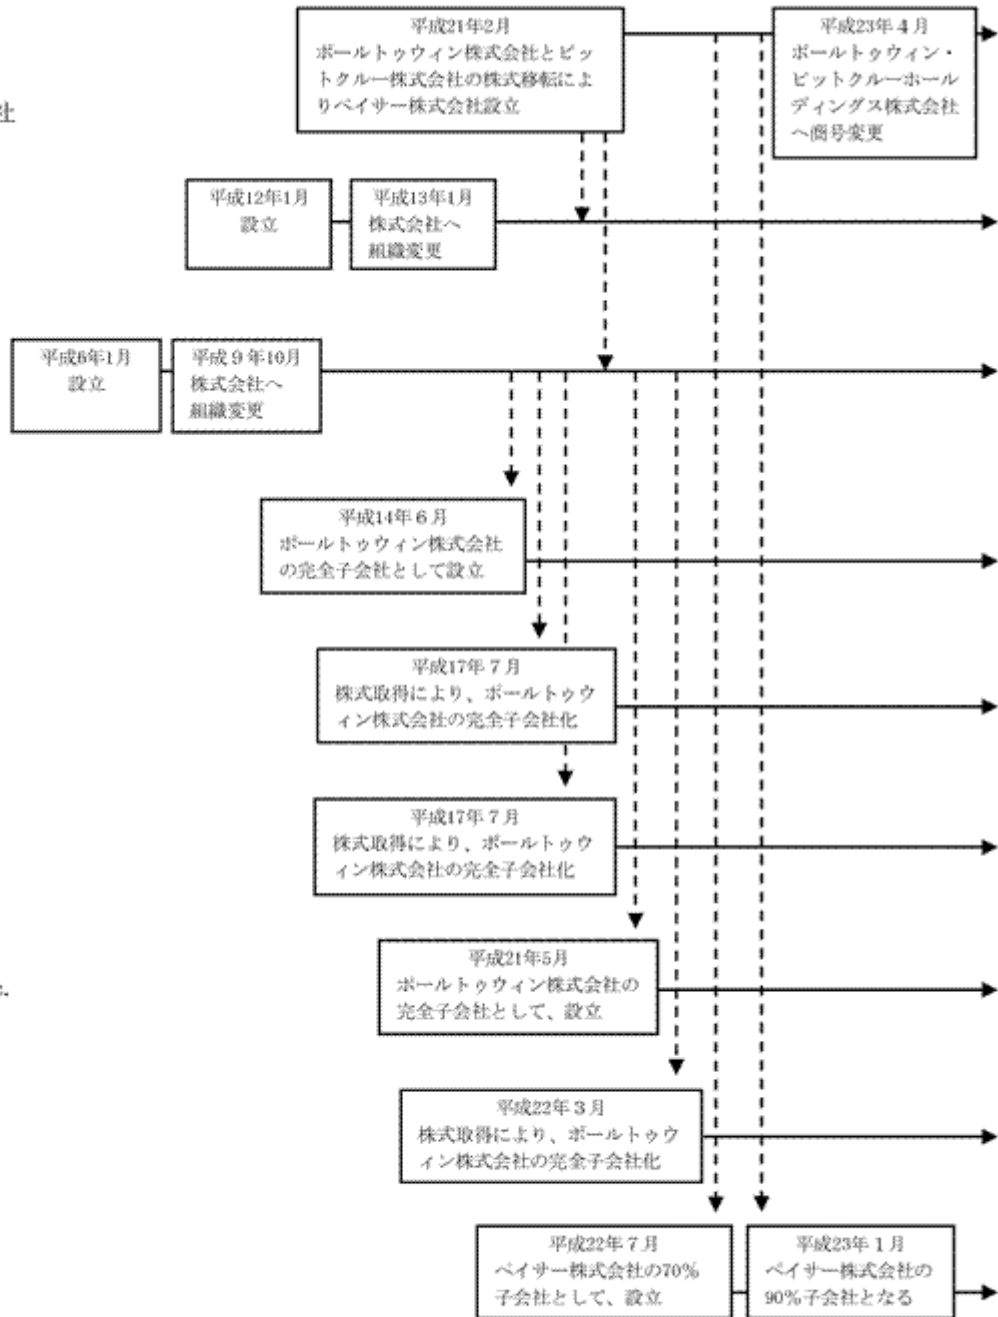 平成21年2月
ポールトゥウィン株式会社とピッ
トクルー株式会社の株式移転によ
りペイサー株式会社設立
平成23年４月
ポールトゥウィン・
ピットクルーホール
ディングス株式会社
へ商号変更
社
平成12年1月
設立
平成13年1月
株式会社へ
組織変更
平成6年1月
設立
平成９年10月
株式会社へ
組織変更
平成14年６月
ポールトゥウィン株式会社
の完全子会社として設立
平成17年７月
株式取得により、ポールトゥウ
ィン株式会社の完全子会社化
平成17年７月
株式取得により、ポールトゥウ
ィン株式会社の完全子会社化
平成21年5月
ポールトゥウィン株式会社の
完全子会社として、設立
平成22年３月
株式取得により、ポールトゥウ
ィン株式会社の完全子会社化
平成22年７月
ペイサー株式会社の70%
子会社として、設立
平成23年１月
ペイサー株式会社の
90%子会社となる